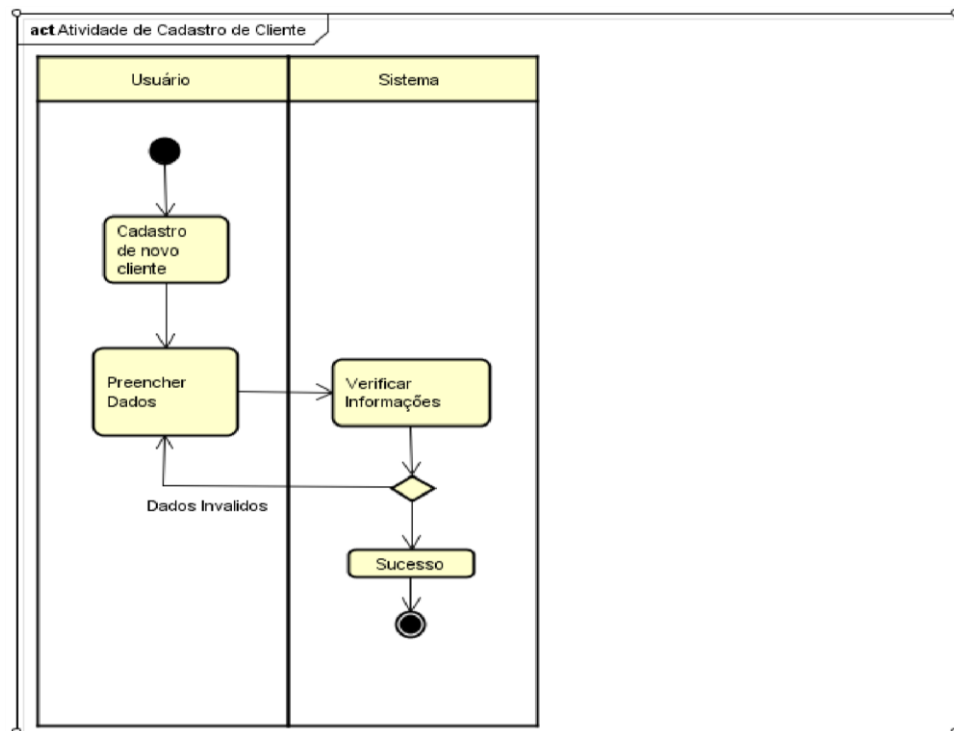 act Atividade de Cadastro de Cliente
Usuário
Sistema
Cadastro
de novo
cliente
Preencher
Dados
Verificar
Informações
Dados Invalidos
Sucesso